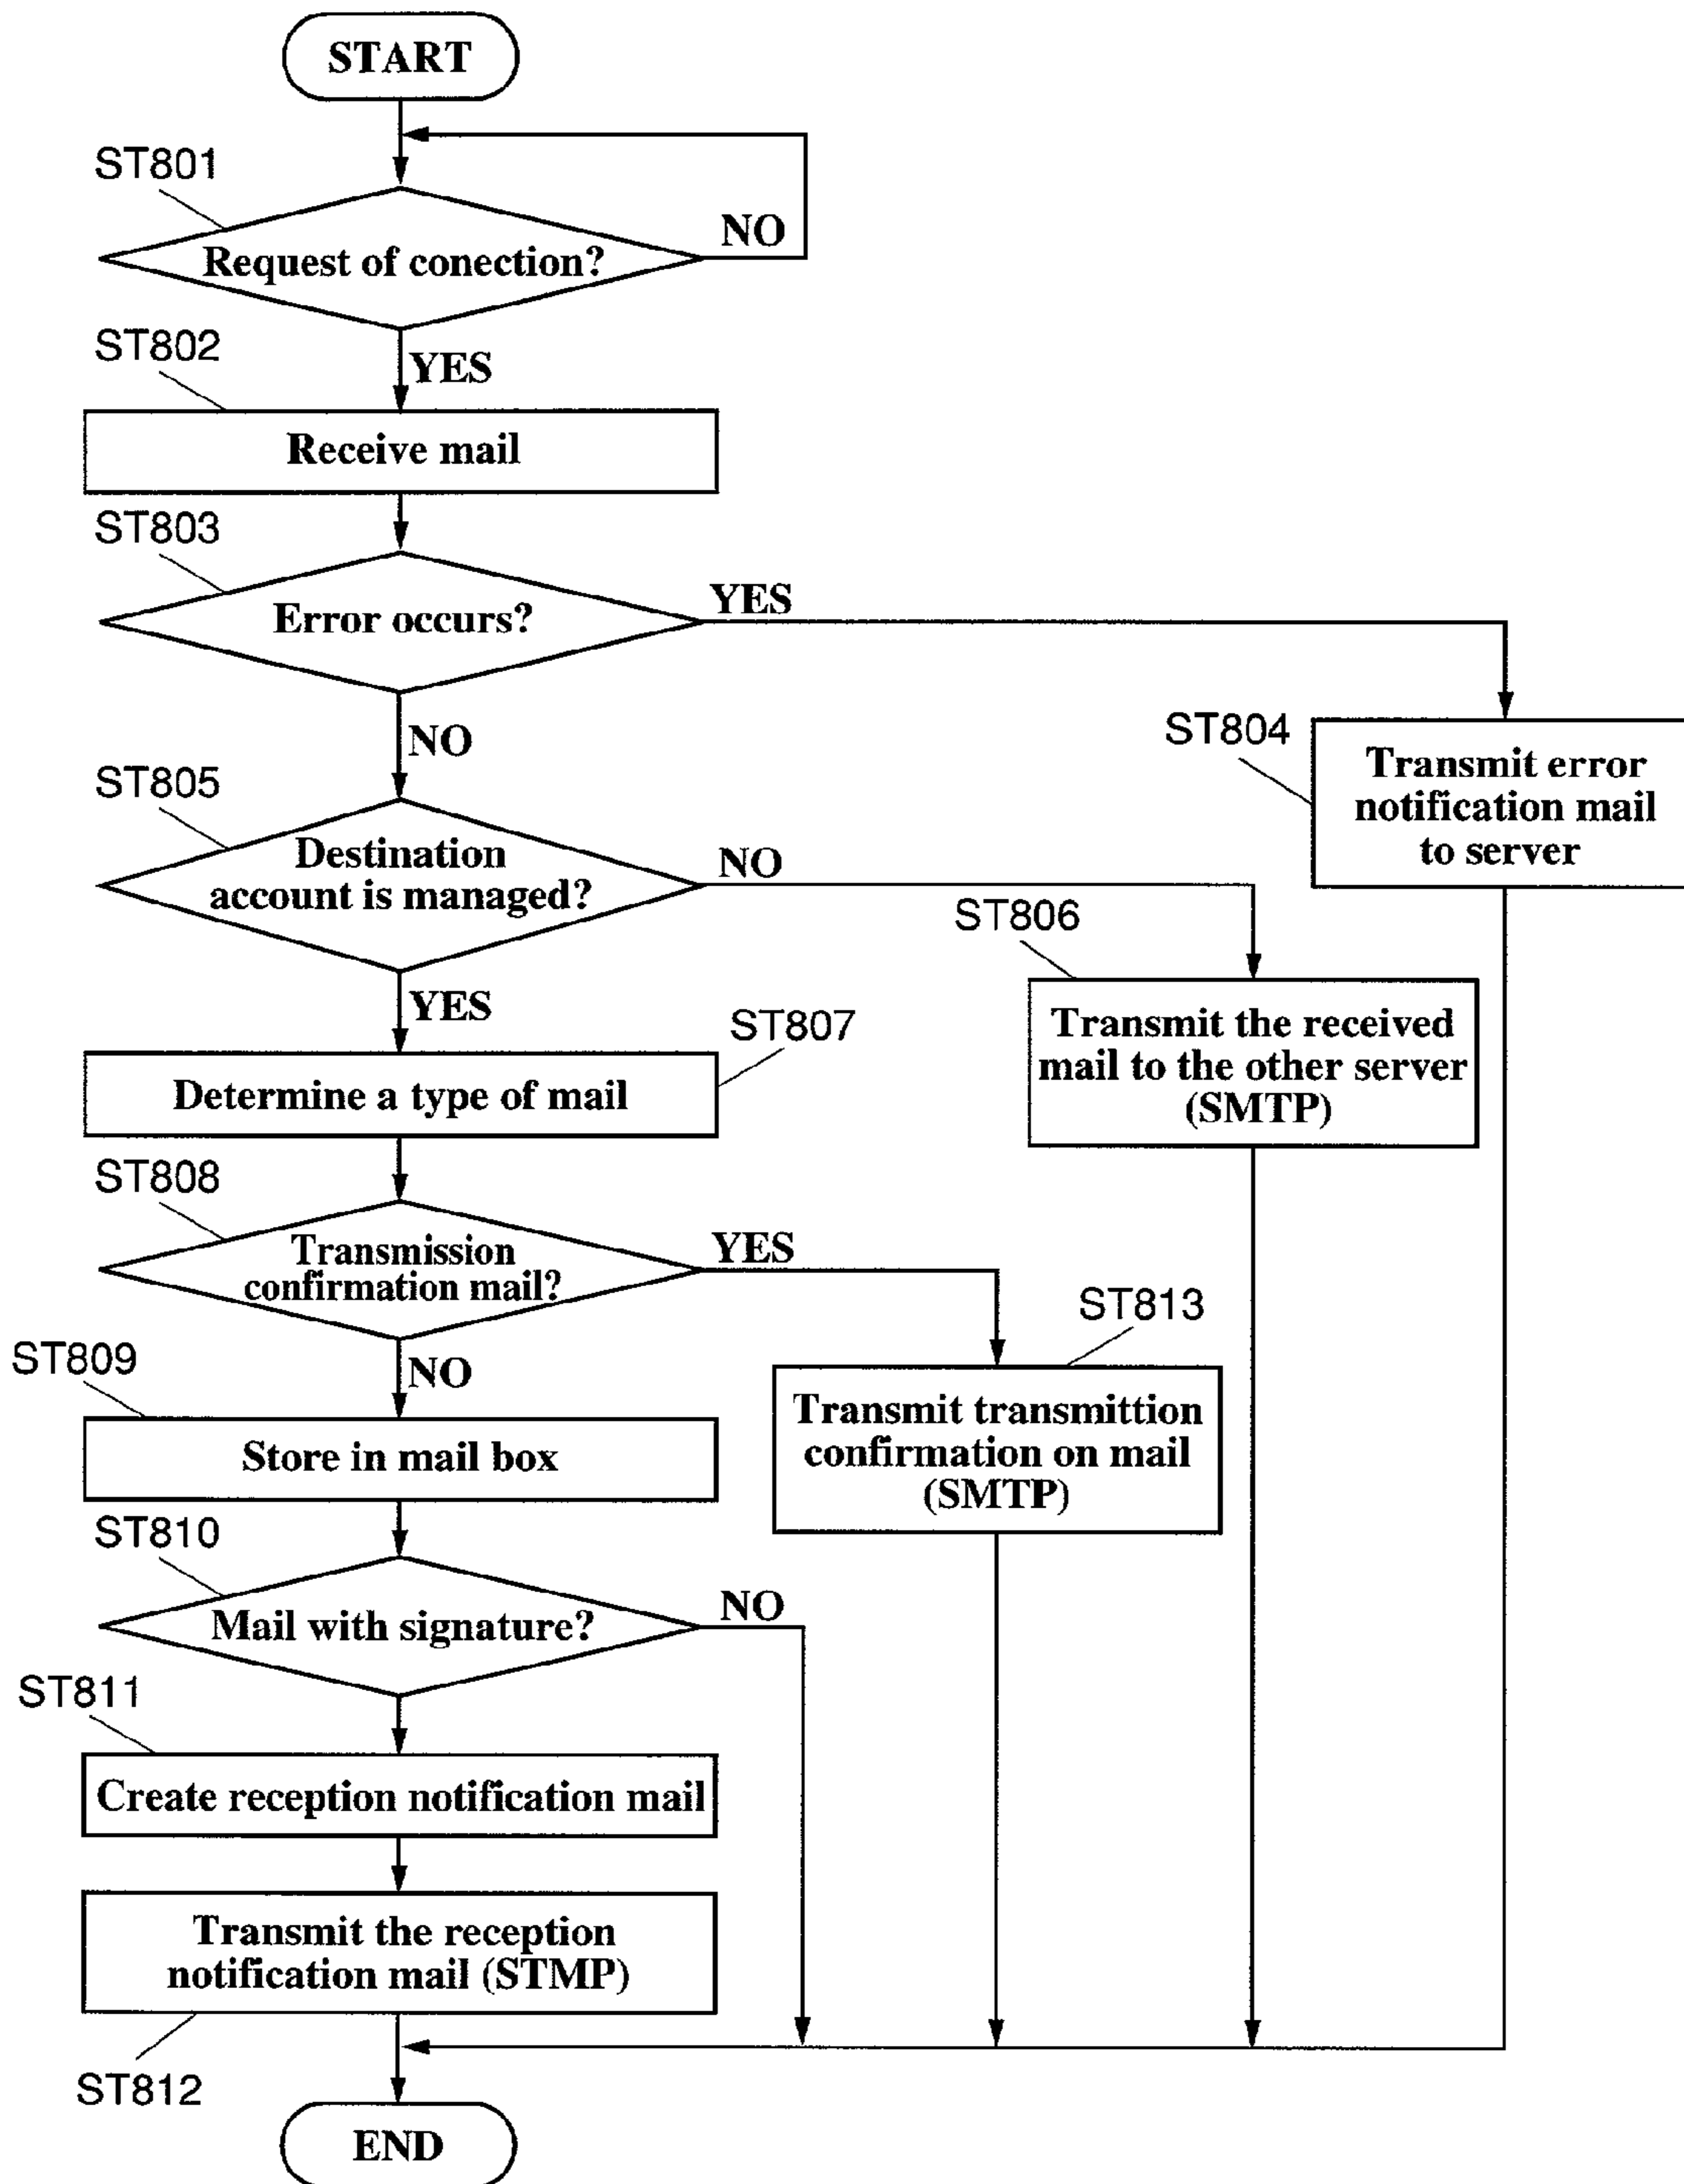 START
ST801
NO
Request of conection?
ST802
YES
Receive mail
ST803
YES
Error occurs?
NO
ST804
Transmit error
notification mail
to server
ST805
Destination
account is managed?
NO
ST806
Transmit the received
mail to the other server
(SMTP)
YES
ST807
Determine a type of mail
ST808
Transmission
confirmation mail?
YES
ST813
Transmit transmittion
confirmation on mail
(SMTP)
ST809
NO
Store in mail box
ST810
Mail with signature?
NO
ST811
Create reception notification mail
Transmit the reception
notification mail (STMP)
ST812
END